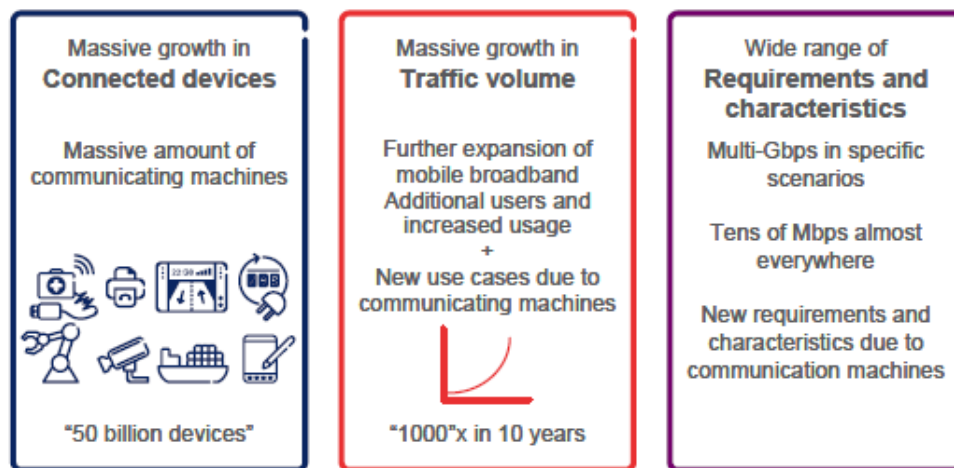 Massive growth in
Connected devices
Massive amount of
communicating machines
22:30
"50 billion devices"
Massive growth in
Traffic volume
Further expansion of
mobile broadband
Additional users and
increased usage
+
New use cases due to
communicating machines
"1000"x in 10 years
Wide range of
Requirements and
characteristics
Multi-Gbps in specific
scenarios
Tens of Mbps almost
everywhere
New requirements and
characteristics due to
communication machines